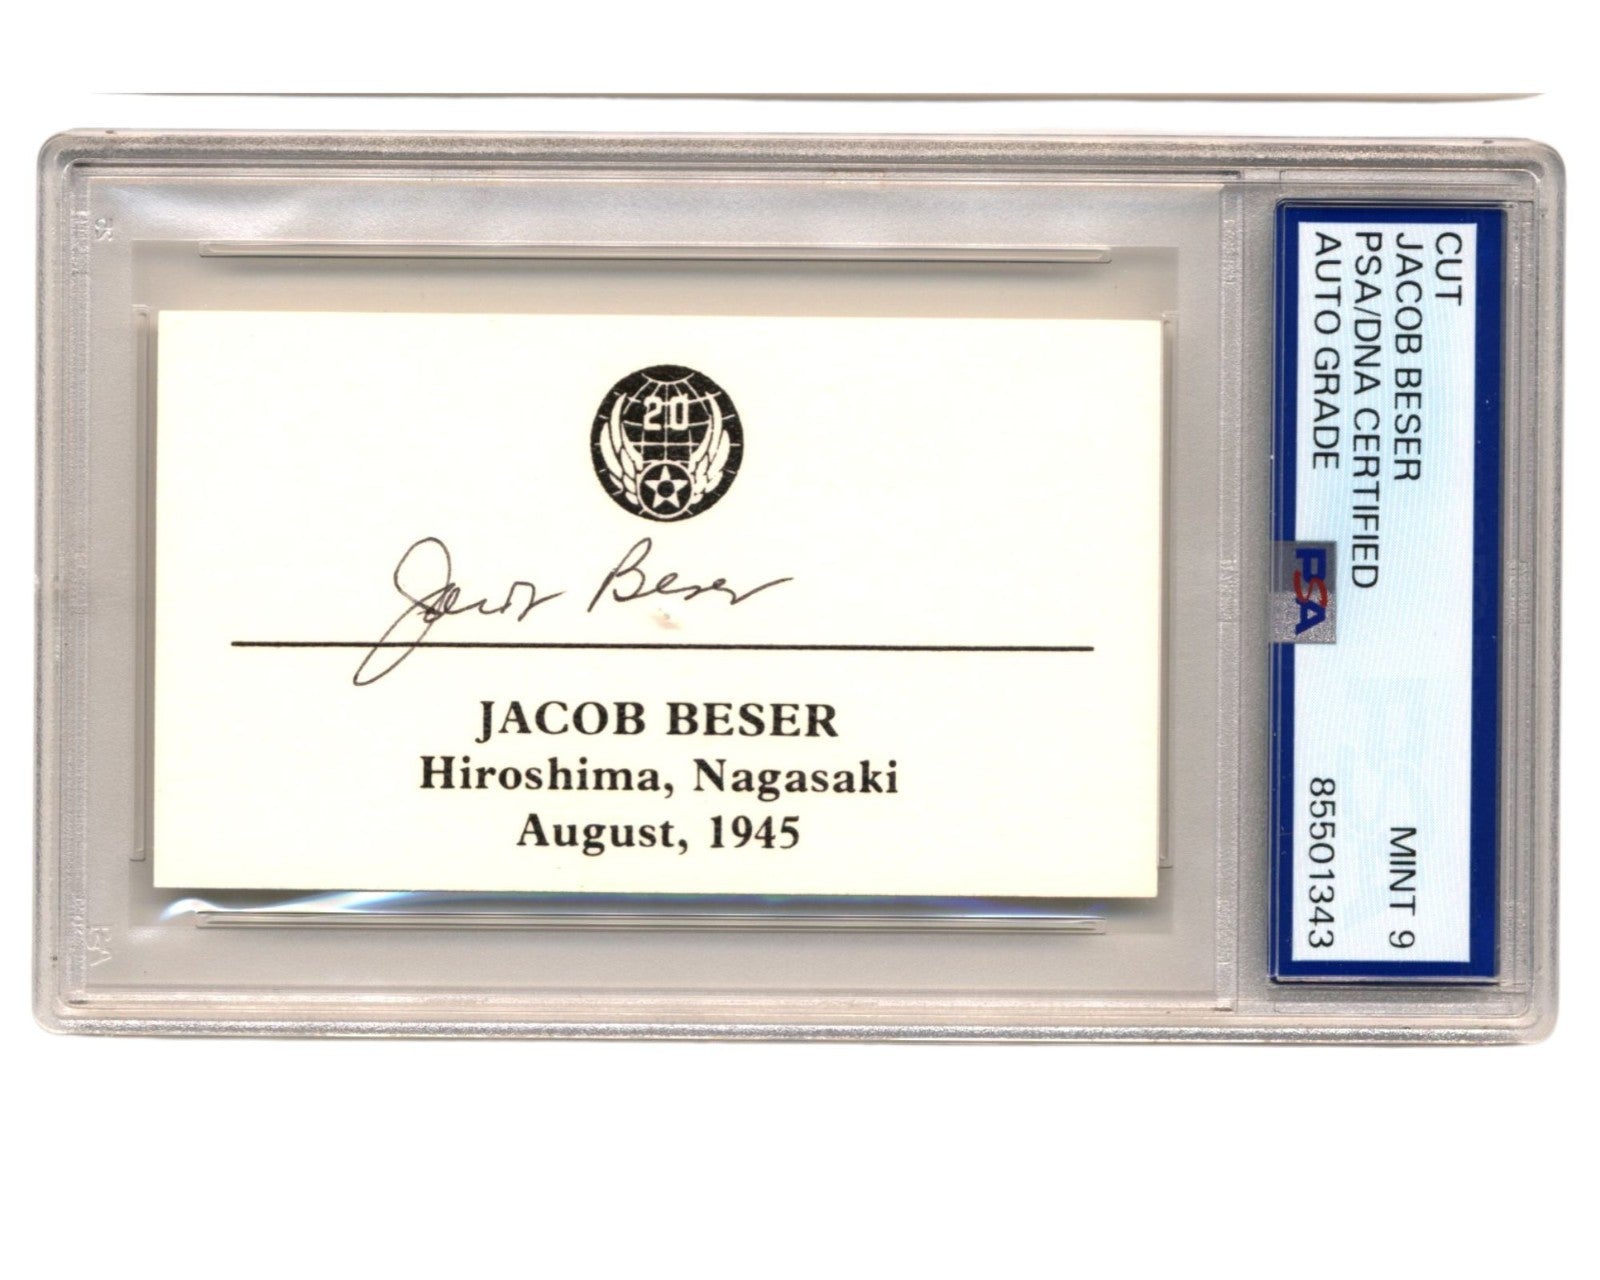 20
Jacob Beser
JACOB BESER
Hiroshima, Nagasaki
August, 1945
CUT
JACOB BESER MINT 9
PSA/DNA CERTIFIED
AUTO GRADE 85501343
PSA